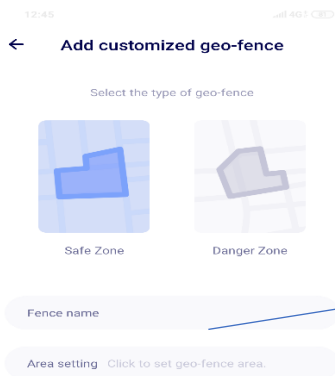 12:45
Add customized geo-fence
Select the type of geo-fence
Safe Zone Danger Zone
Fence name
Area setting Click to set geo-fence area.